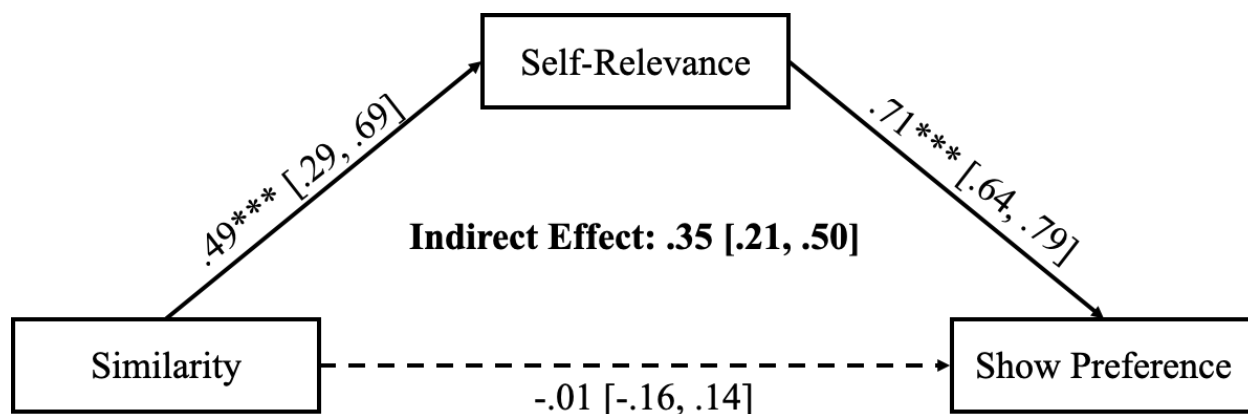 Self-Relevance
.49*** [.29, .69]
.71*** [.64, .79]
Indirect Effect: .35 [.21, .50]
Similarity
Show Preference
-.01 [-.16, .14]